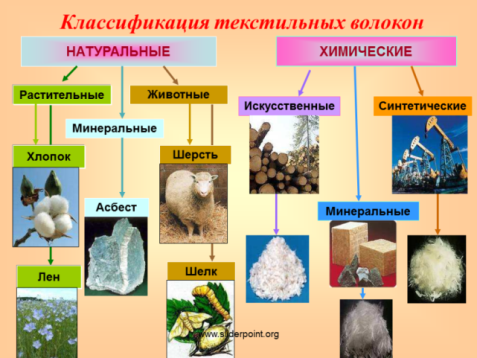 Классификация текстильных волокон
НАТУРАЛЬНЫЕ
ХИМИЧЕСКИЕ
Растительные
Животные
Искусственные
Синтетические
Минеральные
Хлопок
Шерсть
Асбест
Минеральные
Лен
Шелк
www.sliderpoint.org